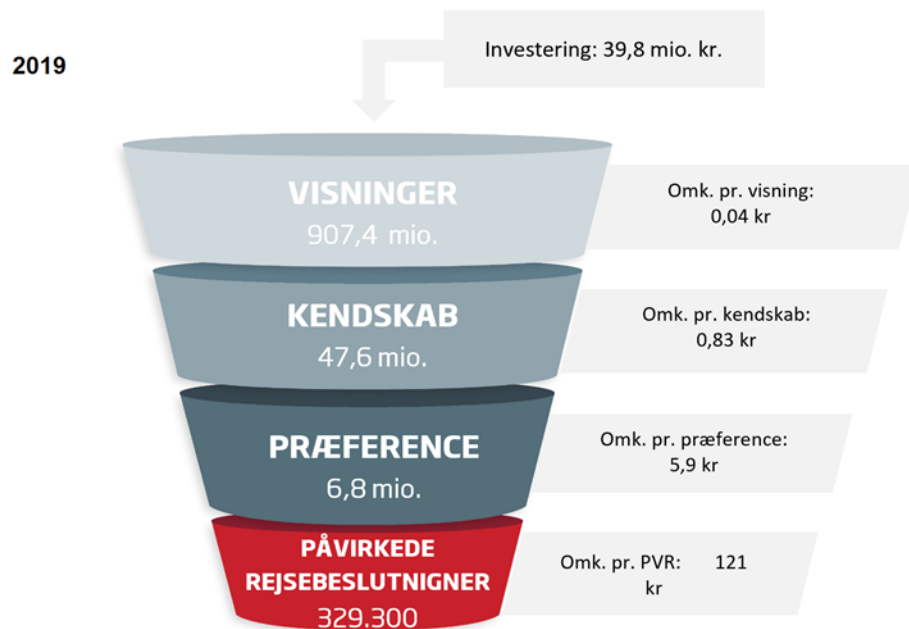 2019
Investering: 39,8 mio. kr.
VISNINGER
907,4 mio.
Omk. pr. visning:
0,04 kr
KENDSKAB
47,6 mio.
Omk. pr. kendskab:
0,83 kr
PRÆFERENCE
6,8 mio.
Omk. pr. præference:
5,9 kr
PÅVIRKEDE
REJSEBESLUTNIGNER
329.300
Omk. pr. PVR: 121
kr